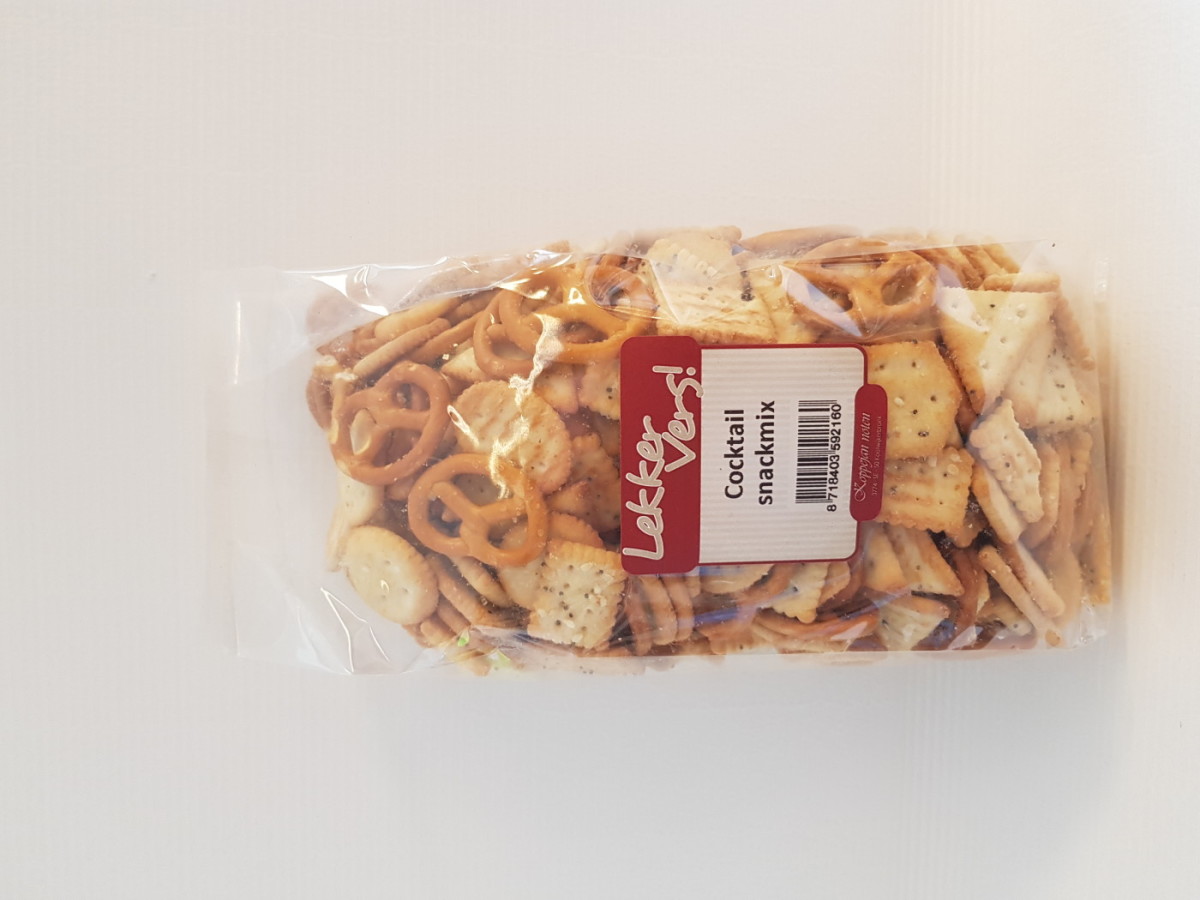 Lekker
Vers!
Cocktail
snackmix
8 718403 592160